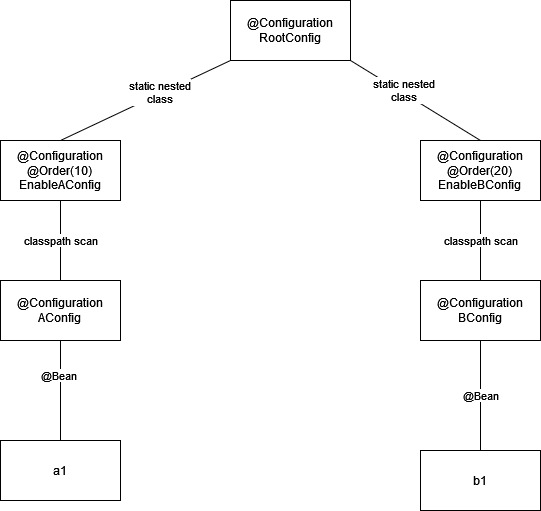 @Configuration
RootConfig
static nested
class
static nested
class
@Configuration
@Order(10)
EnableAConfig
@Configuration
@Order(20)
EnableBConfig
classpath scan
classpath scan
@Configuration
AConfig
@Configuration
BConfig
@Bean
@Bean
a1
b1